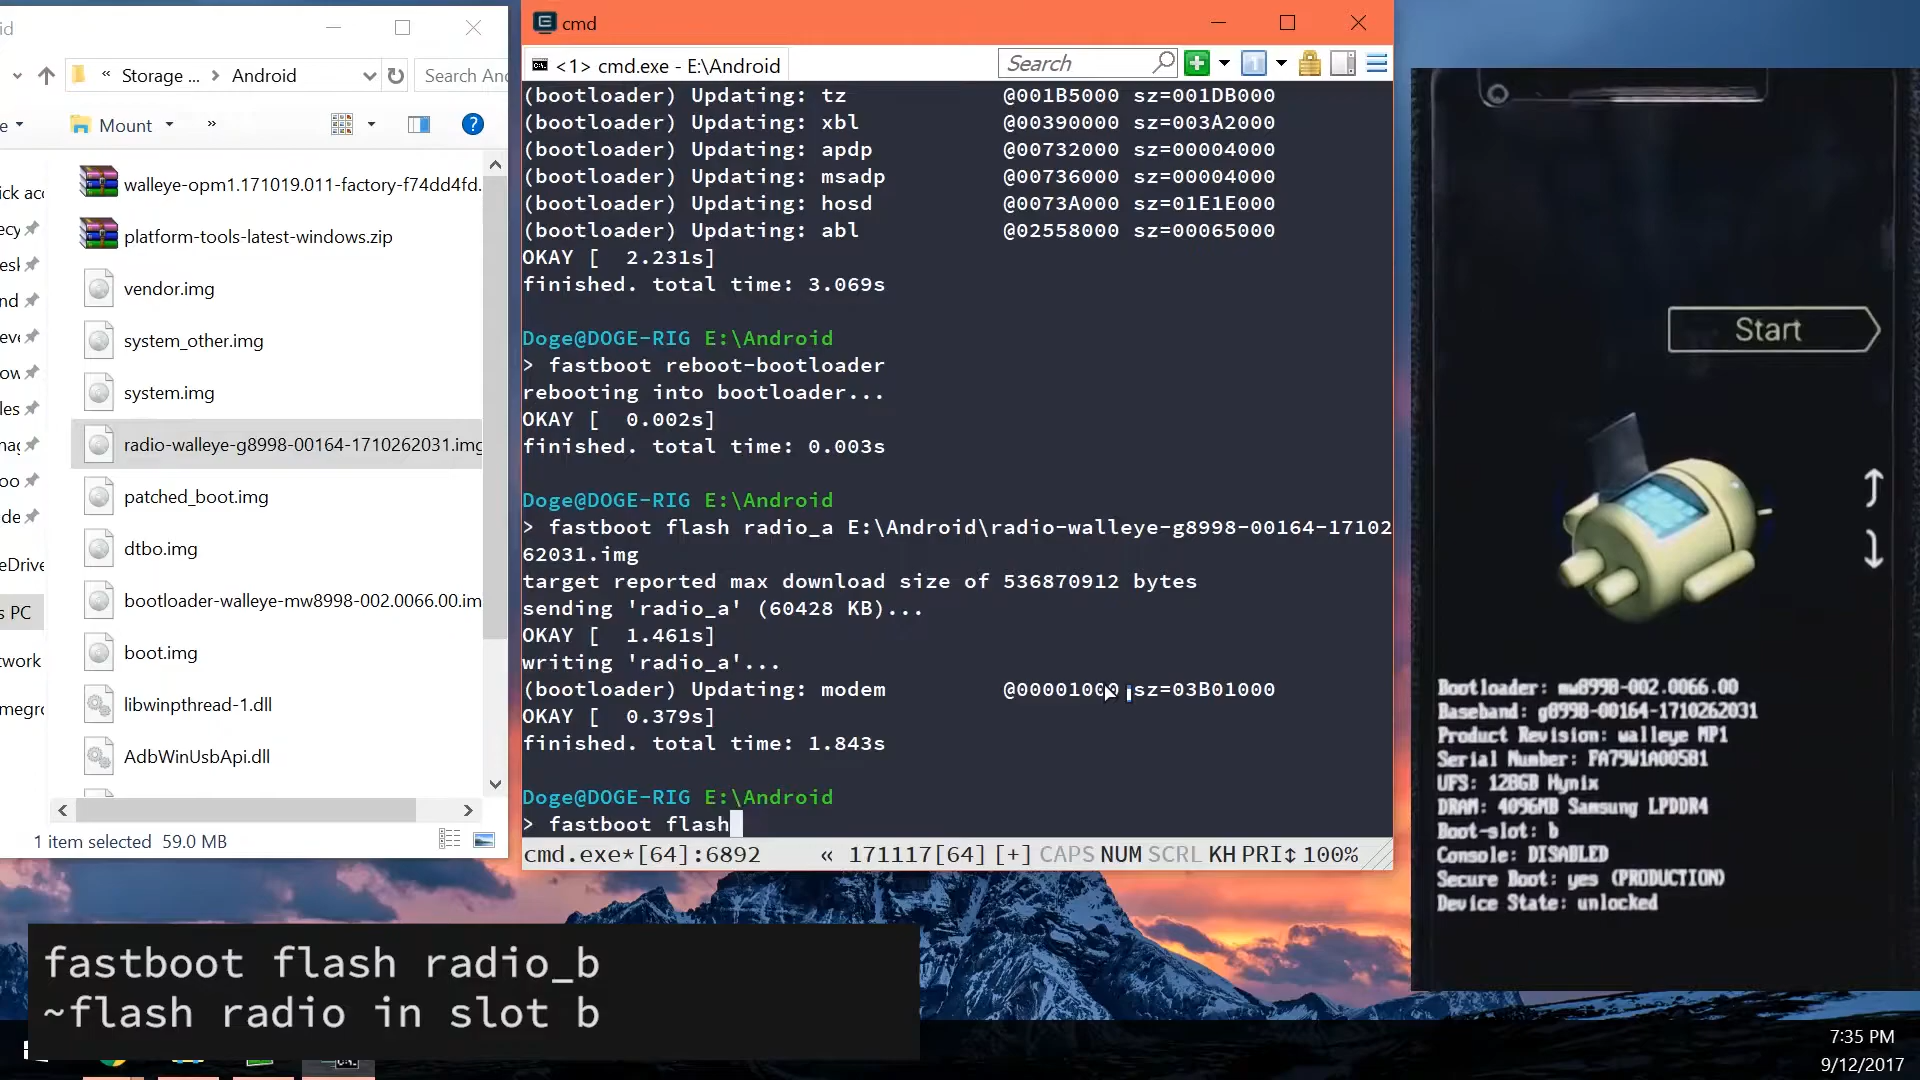 id
« Storage ... > Android
Search And
e
Mount
»
?
ick acc
walleye-opm1.171019.011-factory-f74dd4fd.
platform-tools-latest-windows.zip
vendor.img
system_other.img
system.img
radio-walleye-g8998-00164-1710262031.img
patched_boot.img
dtbo.img
eDrive
bootloader-walleye-mw8998-002.0066.00.im
s PC
boot.img
twork
libwinpthread-1.dll
megro
AdbWinUsbApi.dll
1 item selected 59.0 MB
cmd
<1> cmd.exe - E:\Android
Search
(bootloader) Updating: tz @001B5000 sz=001DB000
(bootloader) Updating: xbl @00390000 sz=003A2000
(bootloader) Updating: apdp @00732000 sz=00004000
(bootloader) Updating: msadp @00736000 sz=00004000
(bootloader) Updating: hosd @0073A000 sz=01E1E000
(bootloader) Updating: abl @02558000 sz=00065000
OKAY [ 2.231s]
finished. total time: 3.069s
Doge@DOGE-RIG E:\Android
> fastboot reboot-bootloader
rebooting into bootloader...
OKAY [ 0.002s]
finished. total time: 0.003s
Doge@DOGE-RIG E:\Android
> fastboot flash radio_a E:\Android\radio-walleye-g8998-00164-17102
62031.img
target reported max download size of 536870912 bytes
sending 'radio_a' (60428 KB)...
OKAY [ 1.461s]
writing 'radio_a'...
(bootloader) Updating: modem @00001000 sz=03B01000
OKAY [ 0.379s]
finished. total time: 1.843s
Doge@DOGE-RIG E:\Android
> fastboot flash
cmd.exe*[64]:6892 « 171117[64] [+] CAPS NUM SCRL KH PRI↕ 100%
Start
Bootloader: mw8998-002.0066.00
Baseband: g8998-00164-1710262031
Product Revision: walleye MP1
Serial Number: FA79W1A005B1
UFS: 128GB Hynix
DRAM: 4096MB Samsung LPDDR4
Boot-slot: b
Console: DISABLED
Secure Boot: yes (PRODUCTION)
Device State: unlocked
fastboot flash radio_b
~flash radio in slot b
7:35 PM
9/12/2017